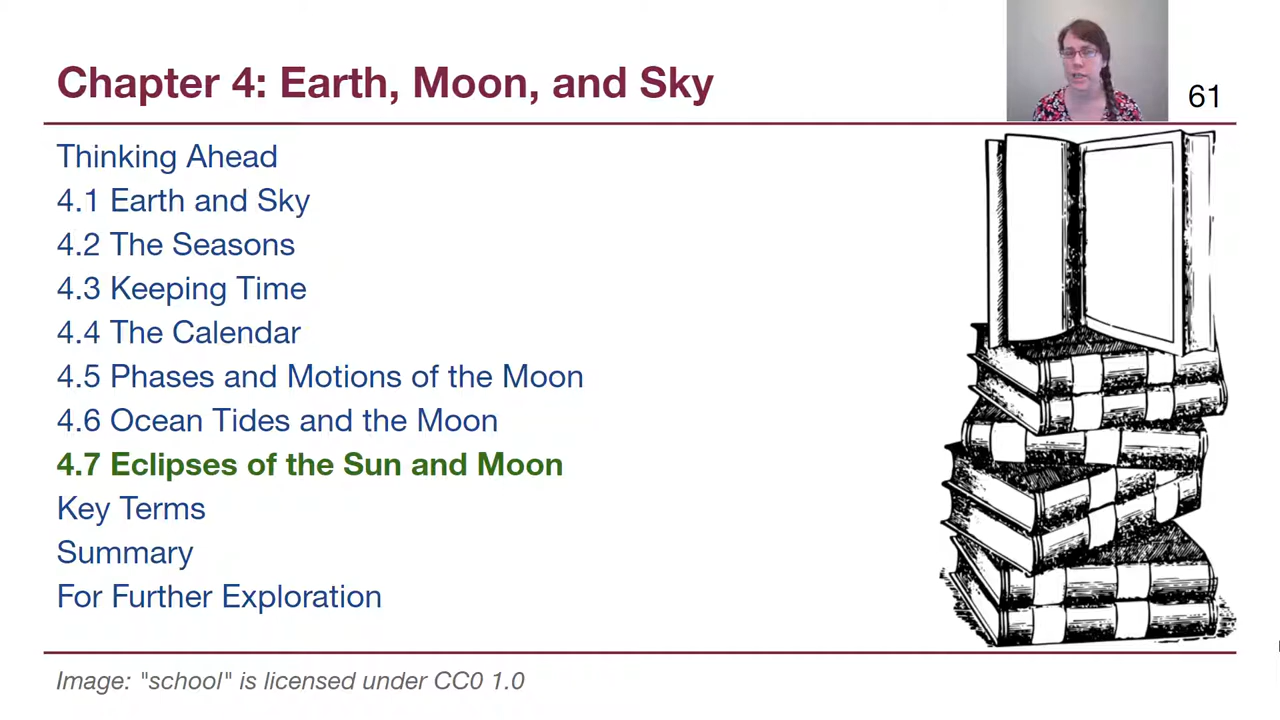 Chapter 4: Earth, Moon, and Sky
61
Thinking Ahead
4.1 Earth and Sky
4.2 The Seasons
4.3 Keeping Time
4.4 The Calendar
4.5 Phases and Motions of the Moon
4.6 Ocean Tides and the Moon
4.7 Eclipses of the Sun and Moon
Key Terms
Summary
For Further Exploration
Image: "school" is licensed under CC0 1.0